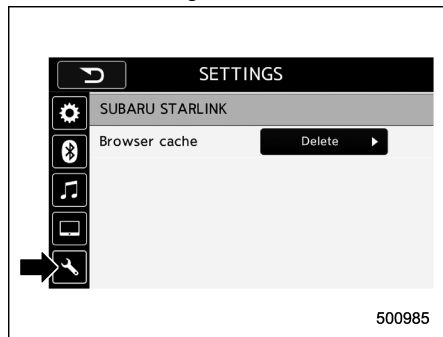 SETTINGS
SUBARU STARLINK
Browser cache
Delete
500985